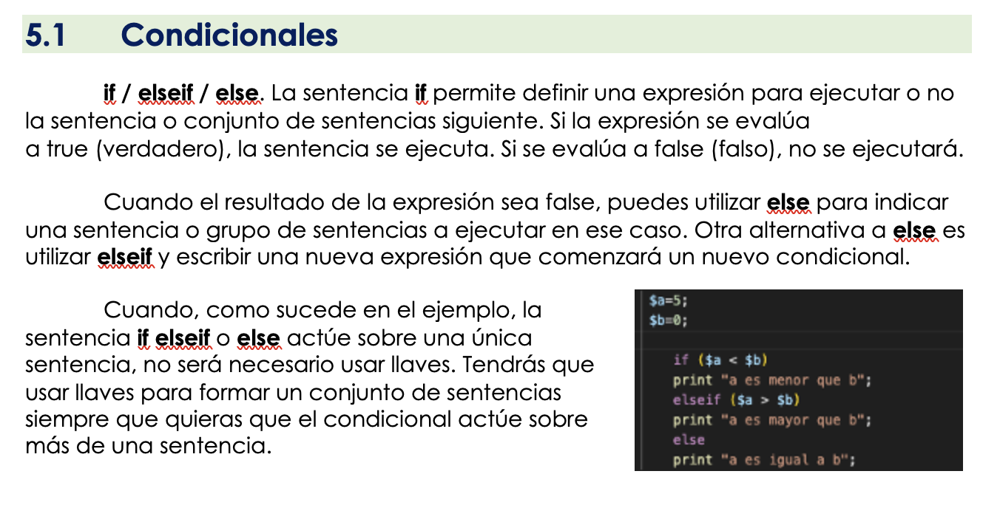 5.1 Condicionales
if / elseif / else. La sentencia if permite definir una expresión para ejecutar o no
la sentencia o conjunto de sentencias siguiente. Si la expresión se evalúa
a true (verdadero), la sentencia se ejecuta. Si se evalúa a false (falso), no se ejecutará.
Cuando el resultado de la expresión sea false, puedes utilizar else para indicar
una sentencia o grupo de sentencias a ejecutar en ese caso. Otra alternativa a else es
utilizar elseif y escribir una nueva expresión que comenzará un nuevo condicional.
Cuando, como sucede en el ejemplo, la
sentencia if elseif o else actúe sobre una única
sentencia, no será necesario usar llaves. Tendrás que
usar llaves para formar un conjunto de sentencias
siempre que quieras que el condicional actúe sobre
más de una sentencia.
$a=5;
$b=0;
if ($a < $b)
print "a es menor que b";
elseif ($a > $b)
print "a es mayor que b";
else
print "a es igual a b";